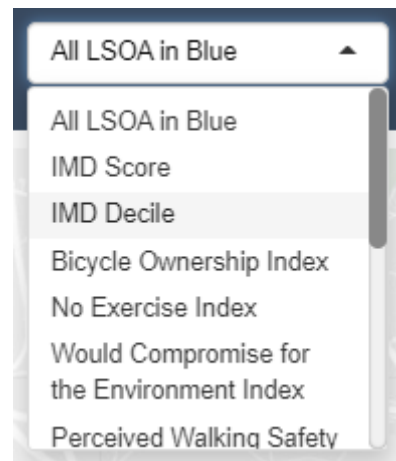 All LSOA in Blue
All LSOA in Blue
IMD Score
IMD Decile
Bicycle Ownership Index
No Exercise Index
Would Compromise for
the Environment Index
Perceived Walking Safety